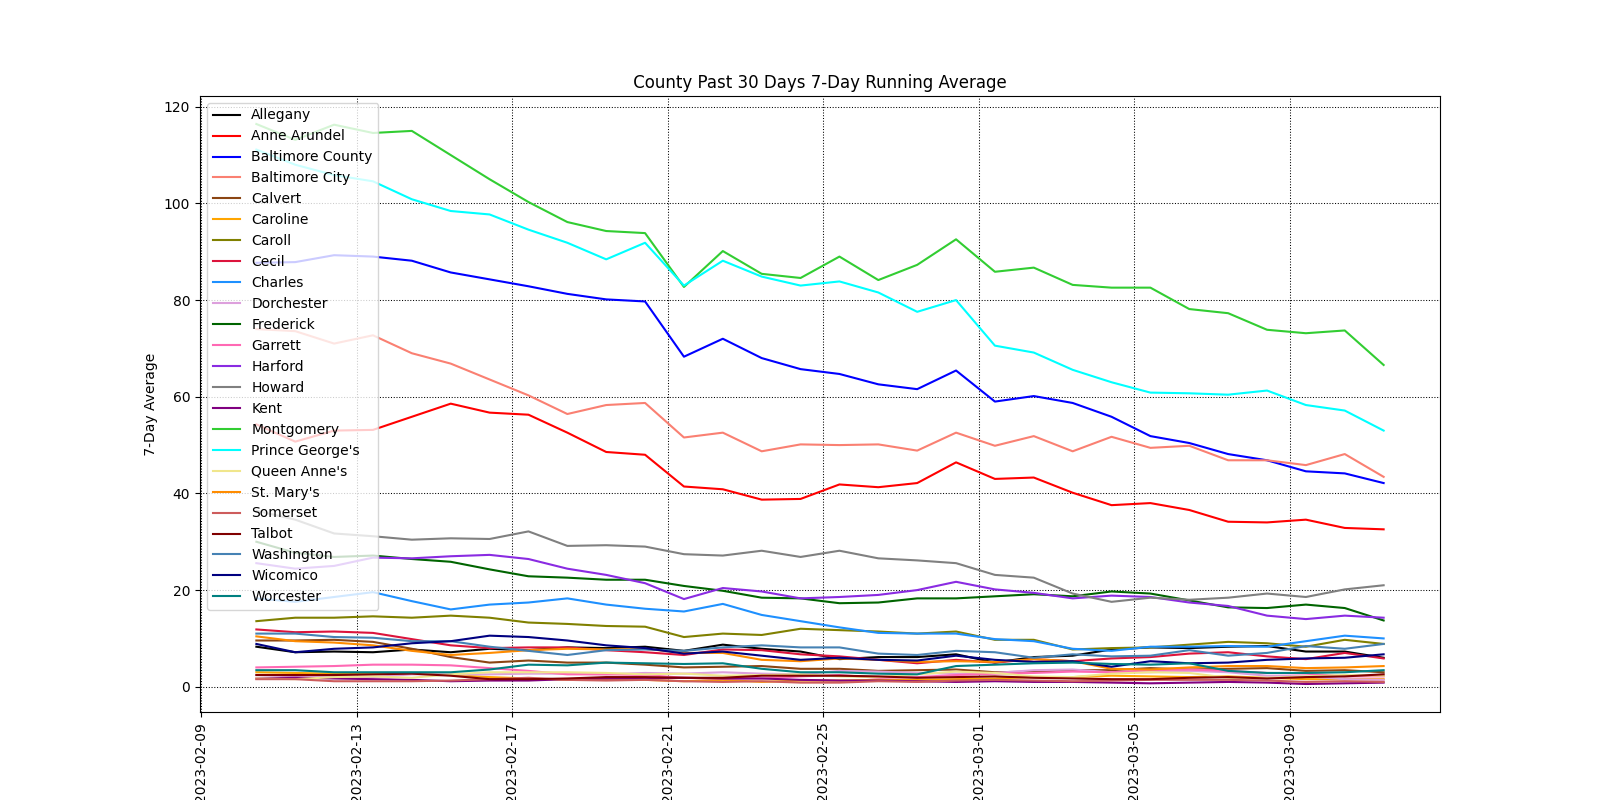 County Past 30 Days 7-Day Running Average
120
100
80
60
40
20
0
7-Day Average
Allegany
Anne Arundel
Baltimore County
Baltimore City
Calvert
Caroline
Caroll
Cecil
Charles
Dorchester
Frederick
Garrett
Harford
Howard
Kent
Montgomery
Prince George's
Queen Anne's
St. Mary's
Somerset
Talbot
Washington
Wicomico
Worcester
2023-02-09
2023-02-13
2023-02-17
2023-02-21
2023-02-25
2023-03-01
2023-03-05
2023-03-09